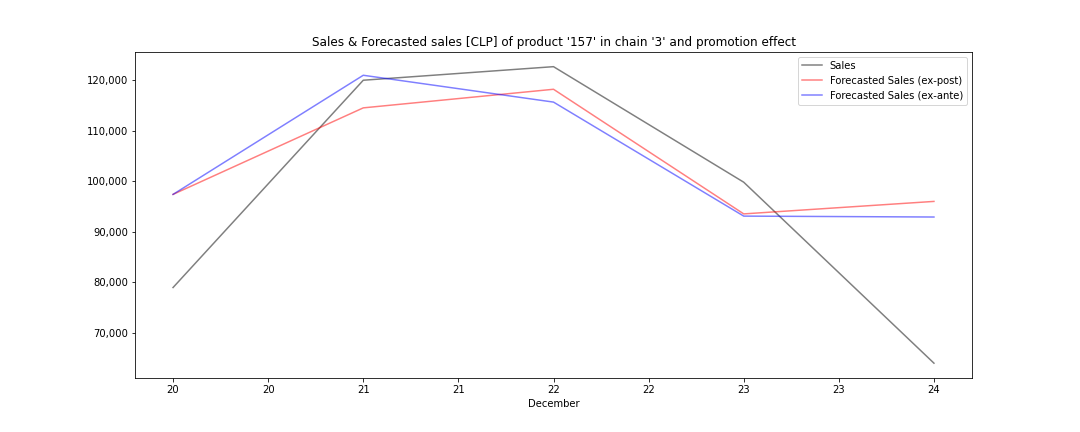 Sales & Forecasted sales [CLP] of product '157' in chain '3' and promotion effect
Sales
Forecasted Sales (ex-post)
Forecasted Sales (ex-ante)
120,000
110,000
100,000
90,000
80,000
70,000
20 20 21 21 22 22 23 23 24
December